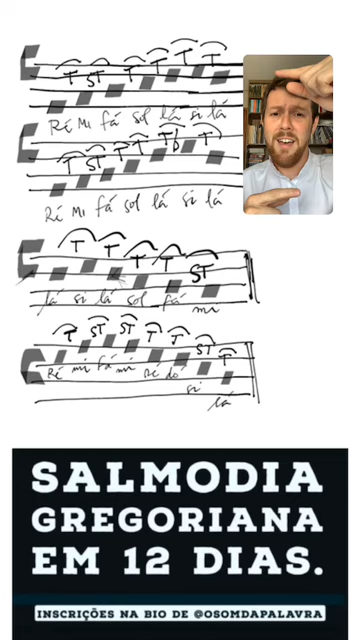 T ST T T T T
Ré Mi fá sol lá si lá
T ST T T Tb T
Ré Mi fá sol lá si lá
T T T T ST
lá si lá sol fá mi
T ST ST T T ST T
Ré mi fá mi Ré dó si lá
SALMODIA
GREGORIANA
EM 12 DIAS.
INSCRIÇÕES NA BIO DE @OSOMDAPALAVRA